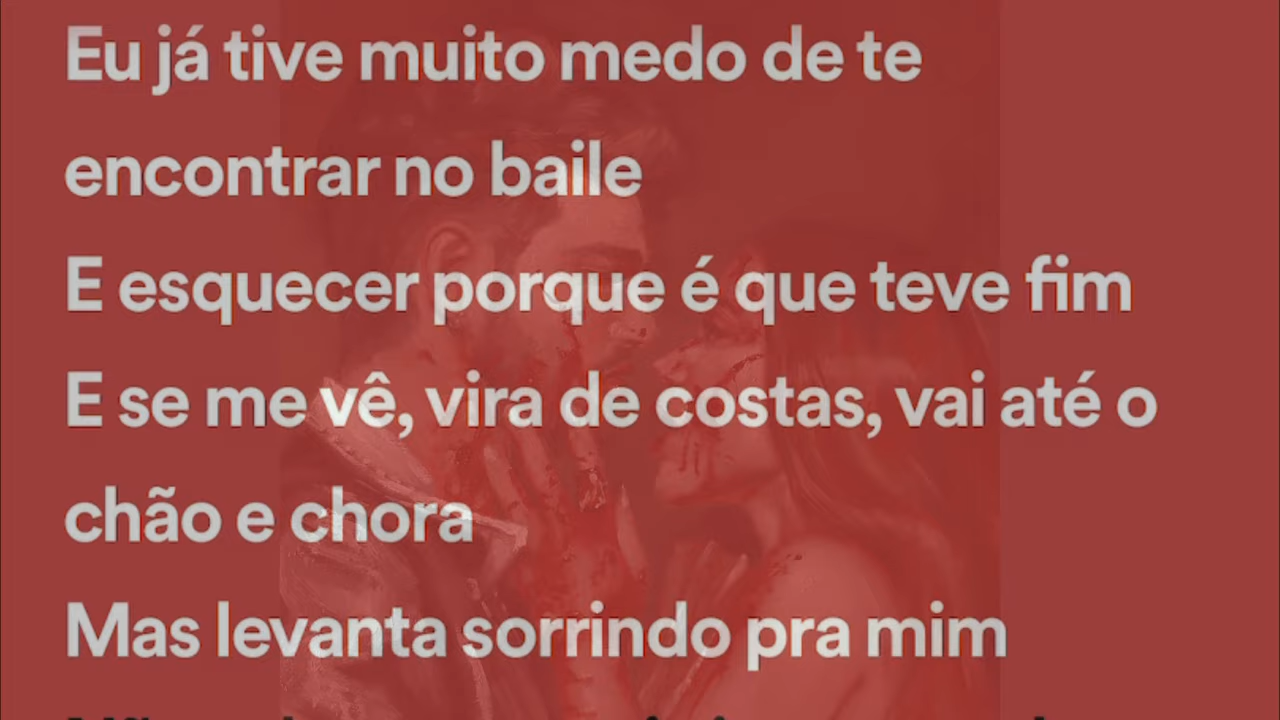 Eu já tive muito medo de te
encontrar no baile
E esquecer porque é que teve fim
E se me vê, vira de costas, vai até o
chão e chora
Mas levanta sorrindo pra mim